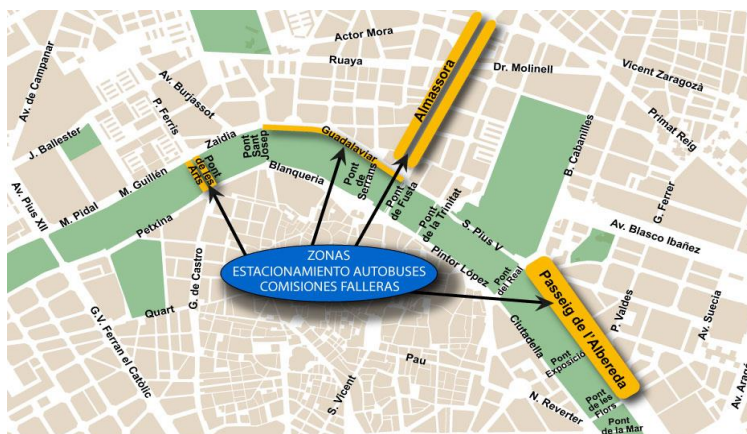 Actor Mora
Ruaya
Almassora
Dr. Molinell
Vicent Zaragozà
Av. de Campanar
Av. Burjassot
P. Ferris
Primat Reig
J. Ballester
Zaidia
Pont
Sant
Josep
Guadalaviar
B. Cabanilles
Pont
de les
Arts
Blanqueria
Pont
de
Serrans
M. Guillén
M. Pidal
Av. Pius XII
Petxina
Pont
de Fusta
Pont
de la Trinitat
S. Pius V
G. Ferrer
Av. Blasco Ibañez
G. de Castro
ZONAS
ESTACIONAMIENTO AUTOBUSES
COMISIONES FALLERAS
Pintor López
Pont
del Real
Passeig de l'Albereda
P. Valdes
Av. Suecia
Quart
G.V. Ferran el Catòlic
Ciutadella
Pau
Pont
Exposició
S. Vicent
N. Reverter
Pont
de les
Flors
Av. Aragó
Pont
de la Mar